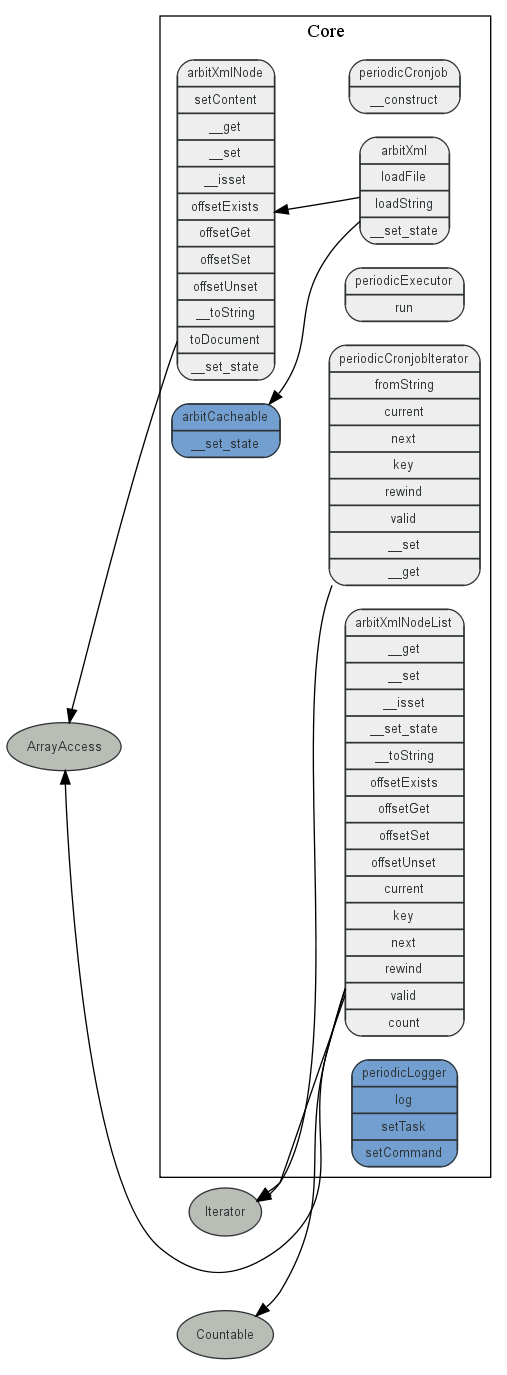 Core
arbitXmlNode
setContent
__get
__set
__isset
offsetExists
offsetGet
offsetSet
offsetUnset
__toString
toDocument
__set_state
periodicCronjob
__construct
arbitXml
loadFile
loadString
__set_state
periodicExecutor
run
periodicCronjobIterator
fromString
current
next
key
rewind
valid
__set
__get
arbitCacheable
__set_state
arbitXmlNodeList
__get
__set
__isset
__set_state
__toString
offsetExists
offsetGet
offsetSet
offsetUnset
current
key
next
rewind
valid
count
ArrayAccess
periodicLogger
log
setTask
setCommand
Iterator
Countable